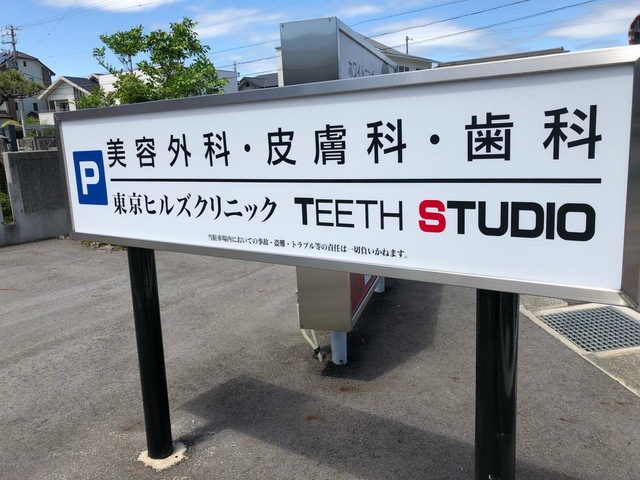 P 美容外科・皮膚科・歯科
東京ヒルズクリニック TEETH STUDIO
当駐車場内においての事故・盗難・トラブル等の責任は一切負いかねます。